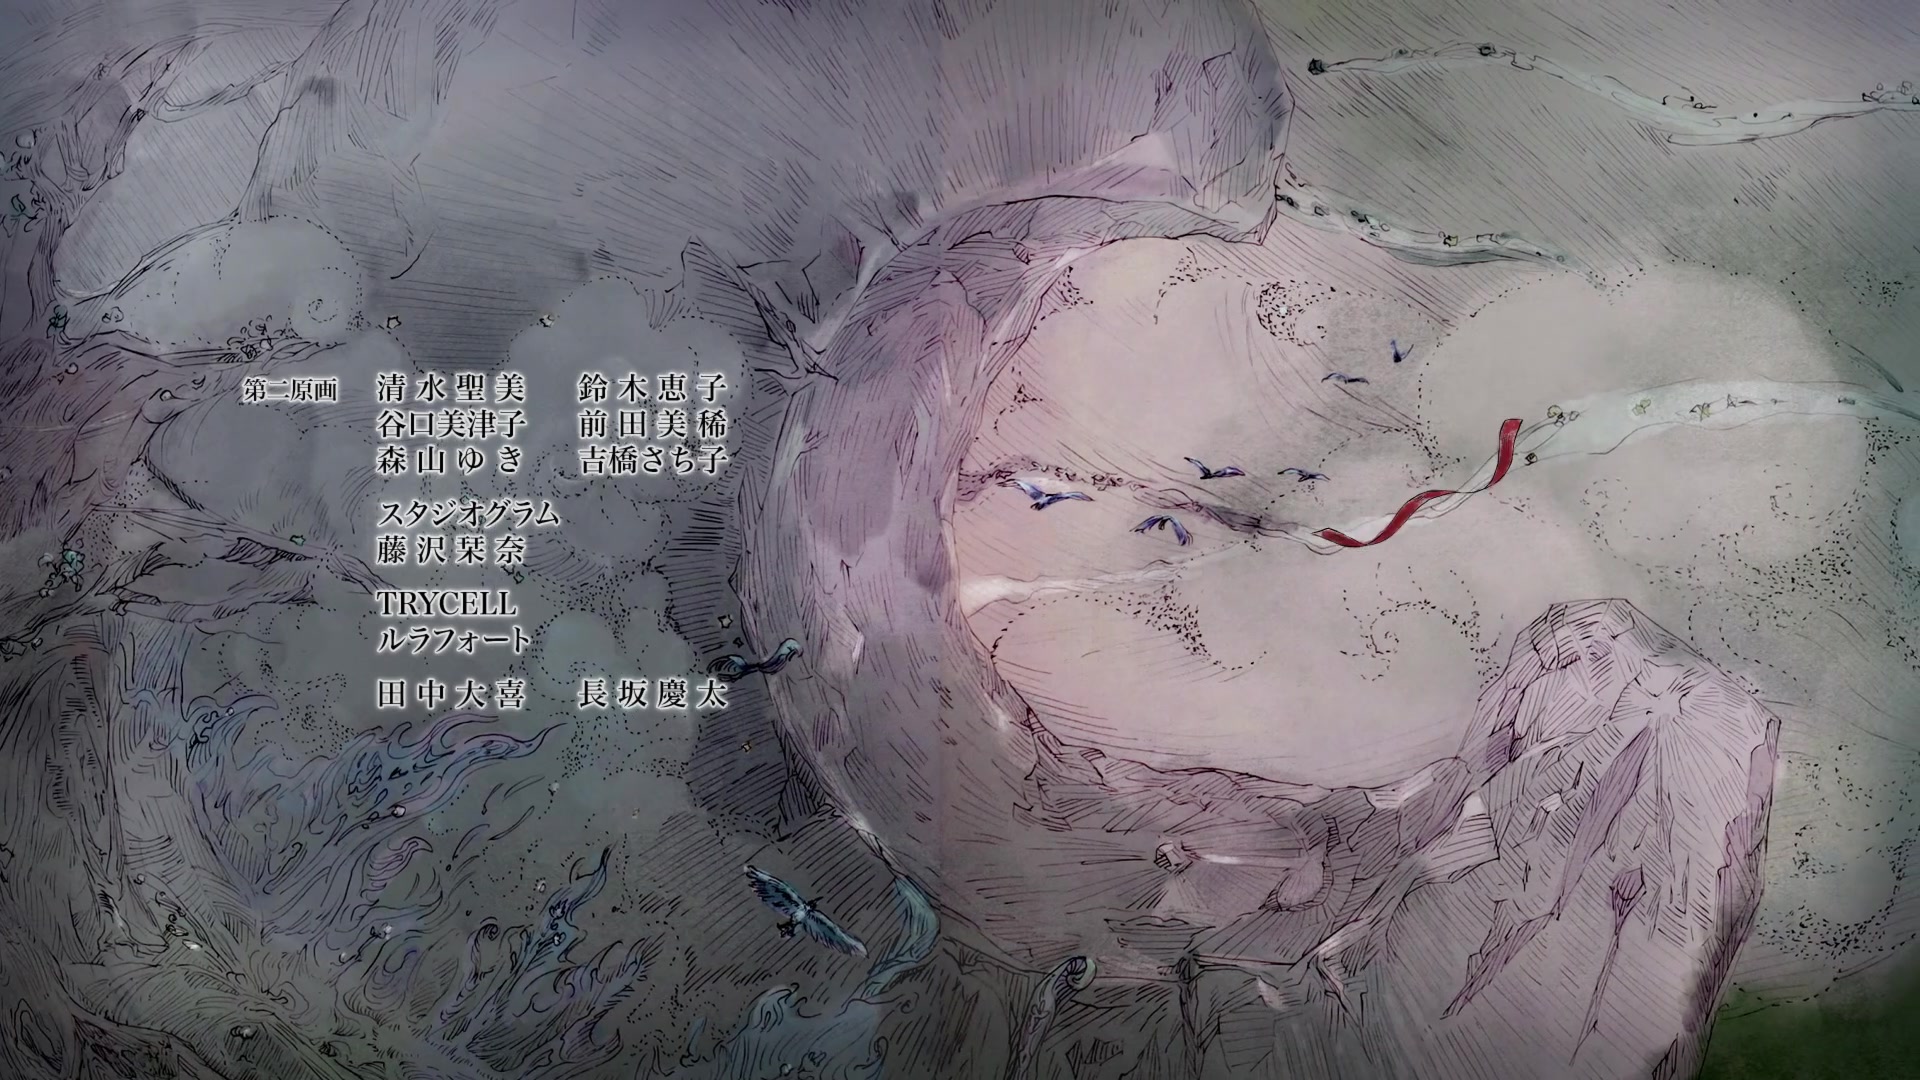 第二原画 清水聖美 鈴木恵子
谷口美津子 前田美稀
森山ゆき 吉橋さち子
スタジオグラム
藤沢栞奈
TRYCELL
ルラフォート
田中大喜 長坂慶太